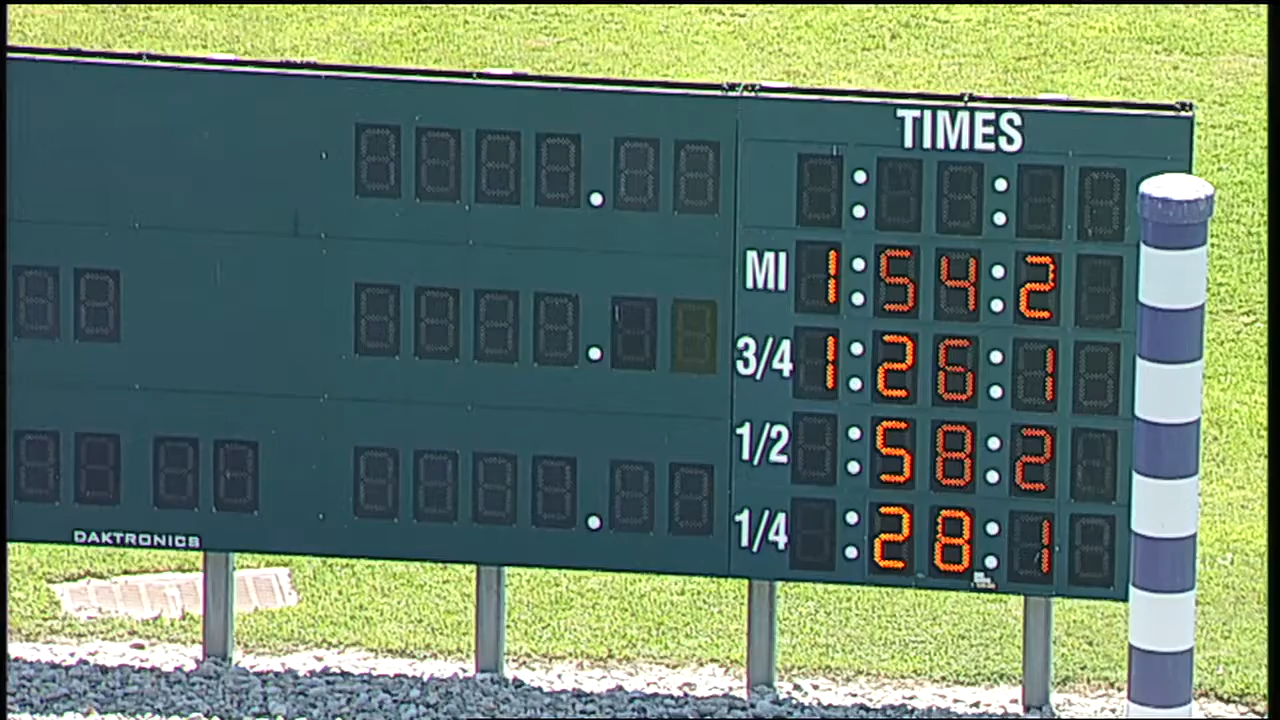 TIMES
MI 1:54:2
3/4 1:26:1
1/2 58:2
1/4 28:1
DAKTRONICS